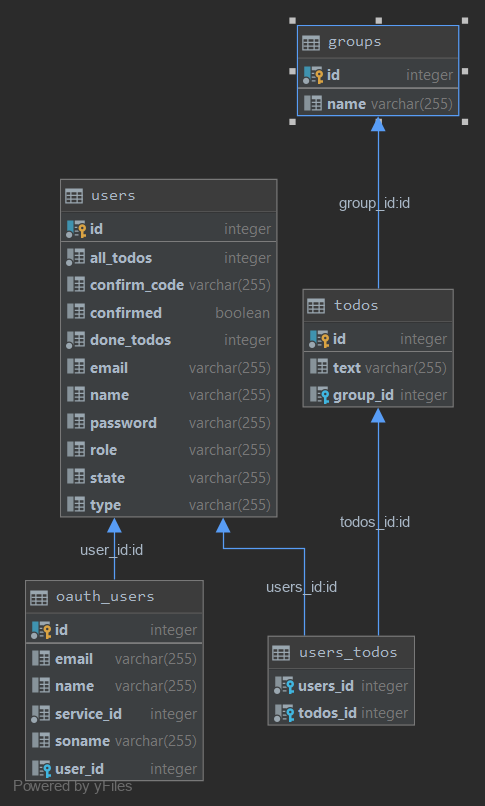 groups
id integer
name varchar(255)
group_id:id
users
id integer
all_todos integer
confirm_code varchar(255)
confirmed boolean
done_todos integer
email varchar(255)
name varchar(255)
password varchar(255)
role varchar(255)
state varchar(255)
type varchar(255)
todos
id integer
text varchar(255)
group_id integer
user_id:id
users_id:id
todos_id:id
oauth_users
id integer
email varchar(255)
name varchar(255)
service_id integer
soname varchar(255)
user_id integer
users_todos
users_id integer
todos_id integer
Powered by yFiles